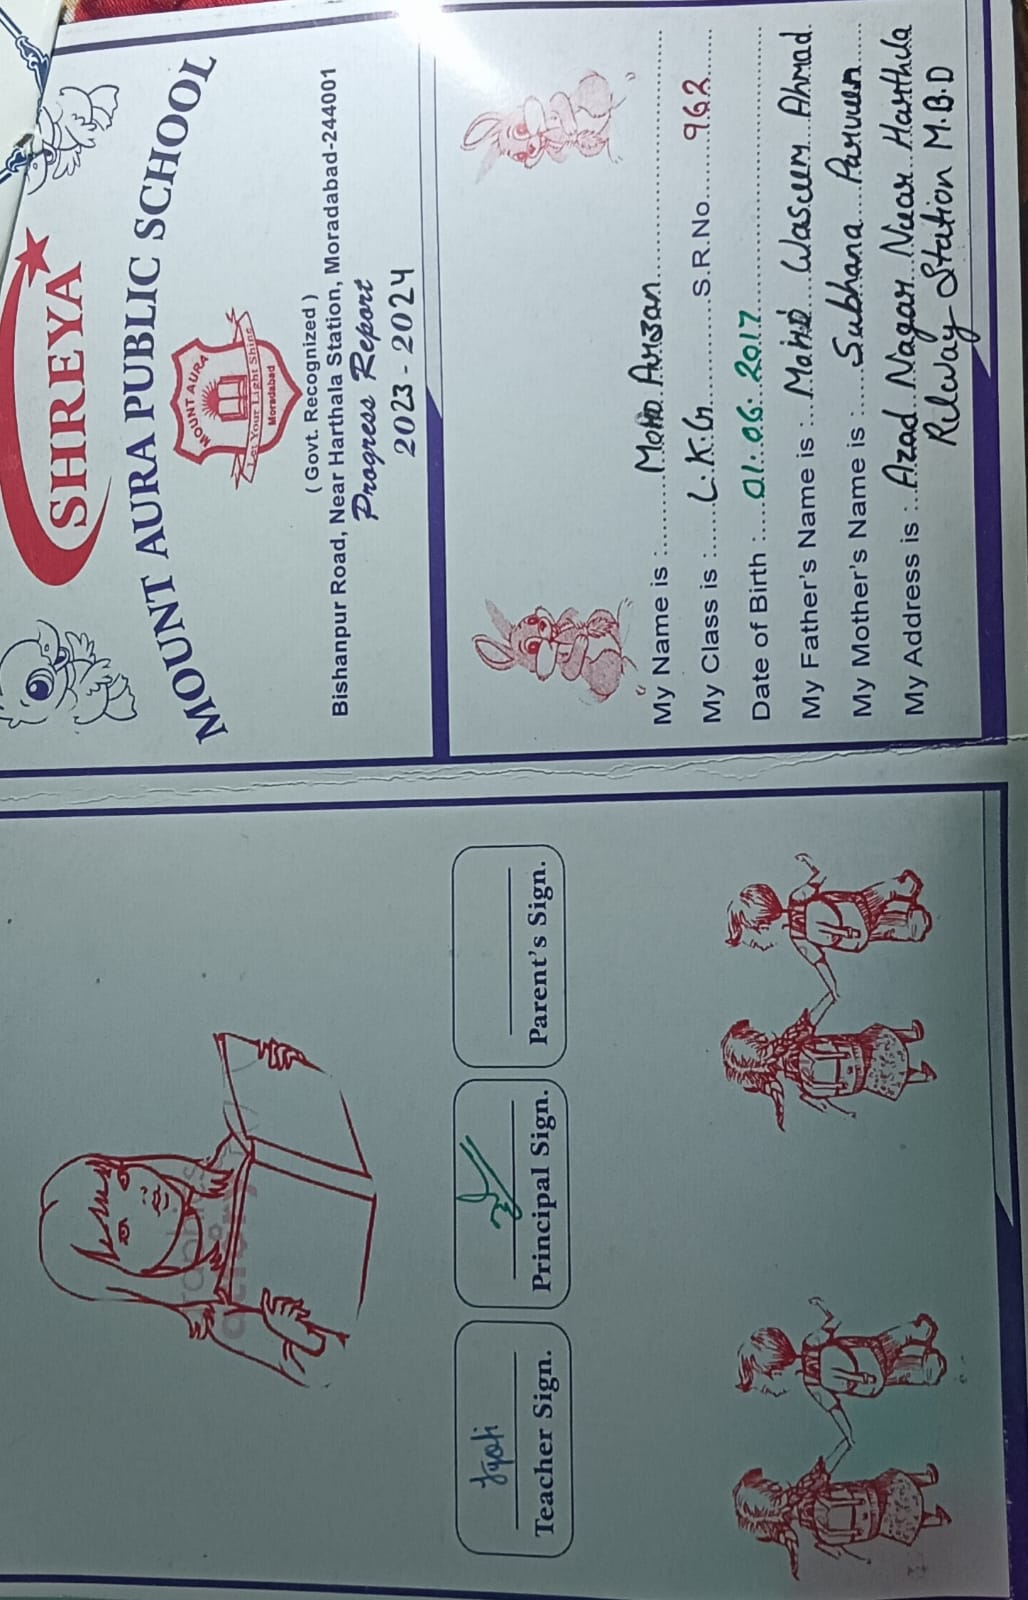 SHREYA
MOUNT AURA PUBLIC SCHOOL
MOUNT AURA
Let Your Light Shine
Moradabad
( Govt. Recognized )
Bishanpur Road, Near Harthala Station, Moradabad-244001
Progress Report
2023 - 2024
My Name is : Mohd Arzan
My Class is : L.K.G S.R.No. 962
Date of Birth : 01.06.2017
My Father's Name is : Mohd Waseem Ahmad
My Mother's Name is : Subhana Parveen
My Address is : Azad Nagar Near Harthla
Relway Station M.B.D
Jyoti
Teacher Sign.
Principal Sign.
Parent's Sign.